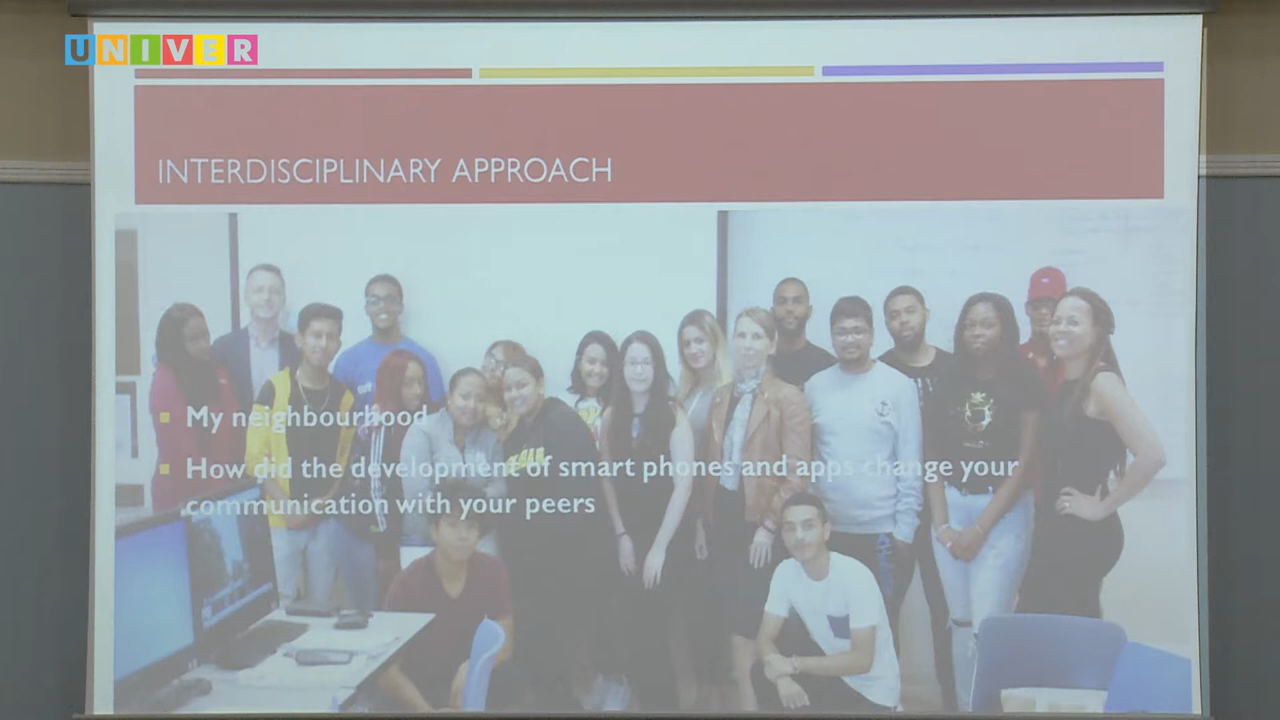 UNIVER
INTERDISCIPLINARY APPROACH
My neighbourhood
How did the development of smart phones and apps change your
communication with your peers